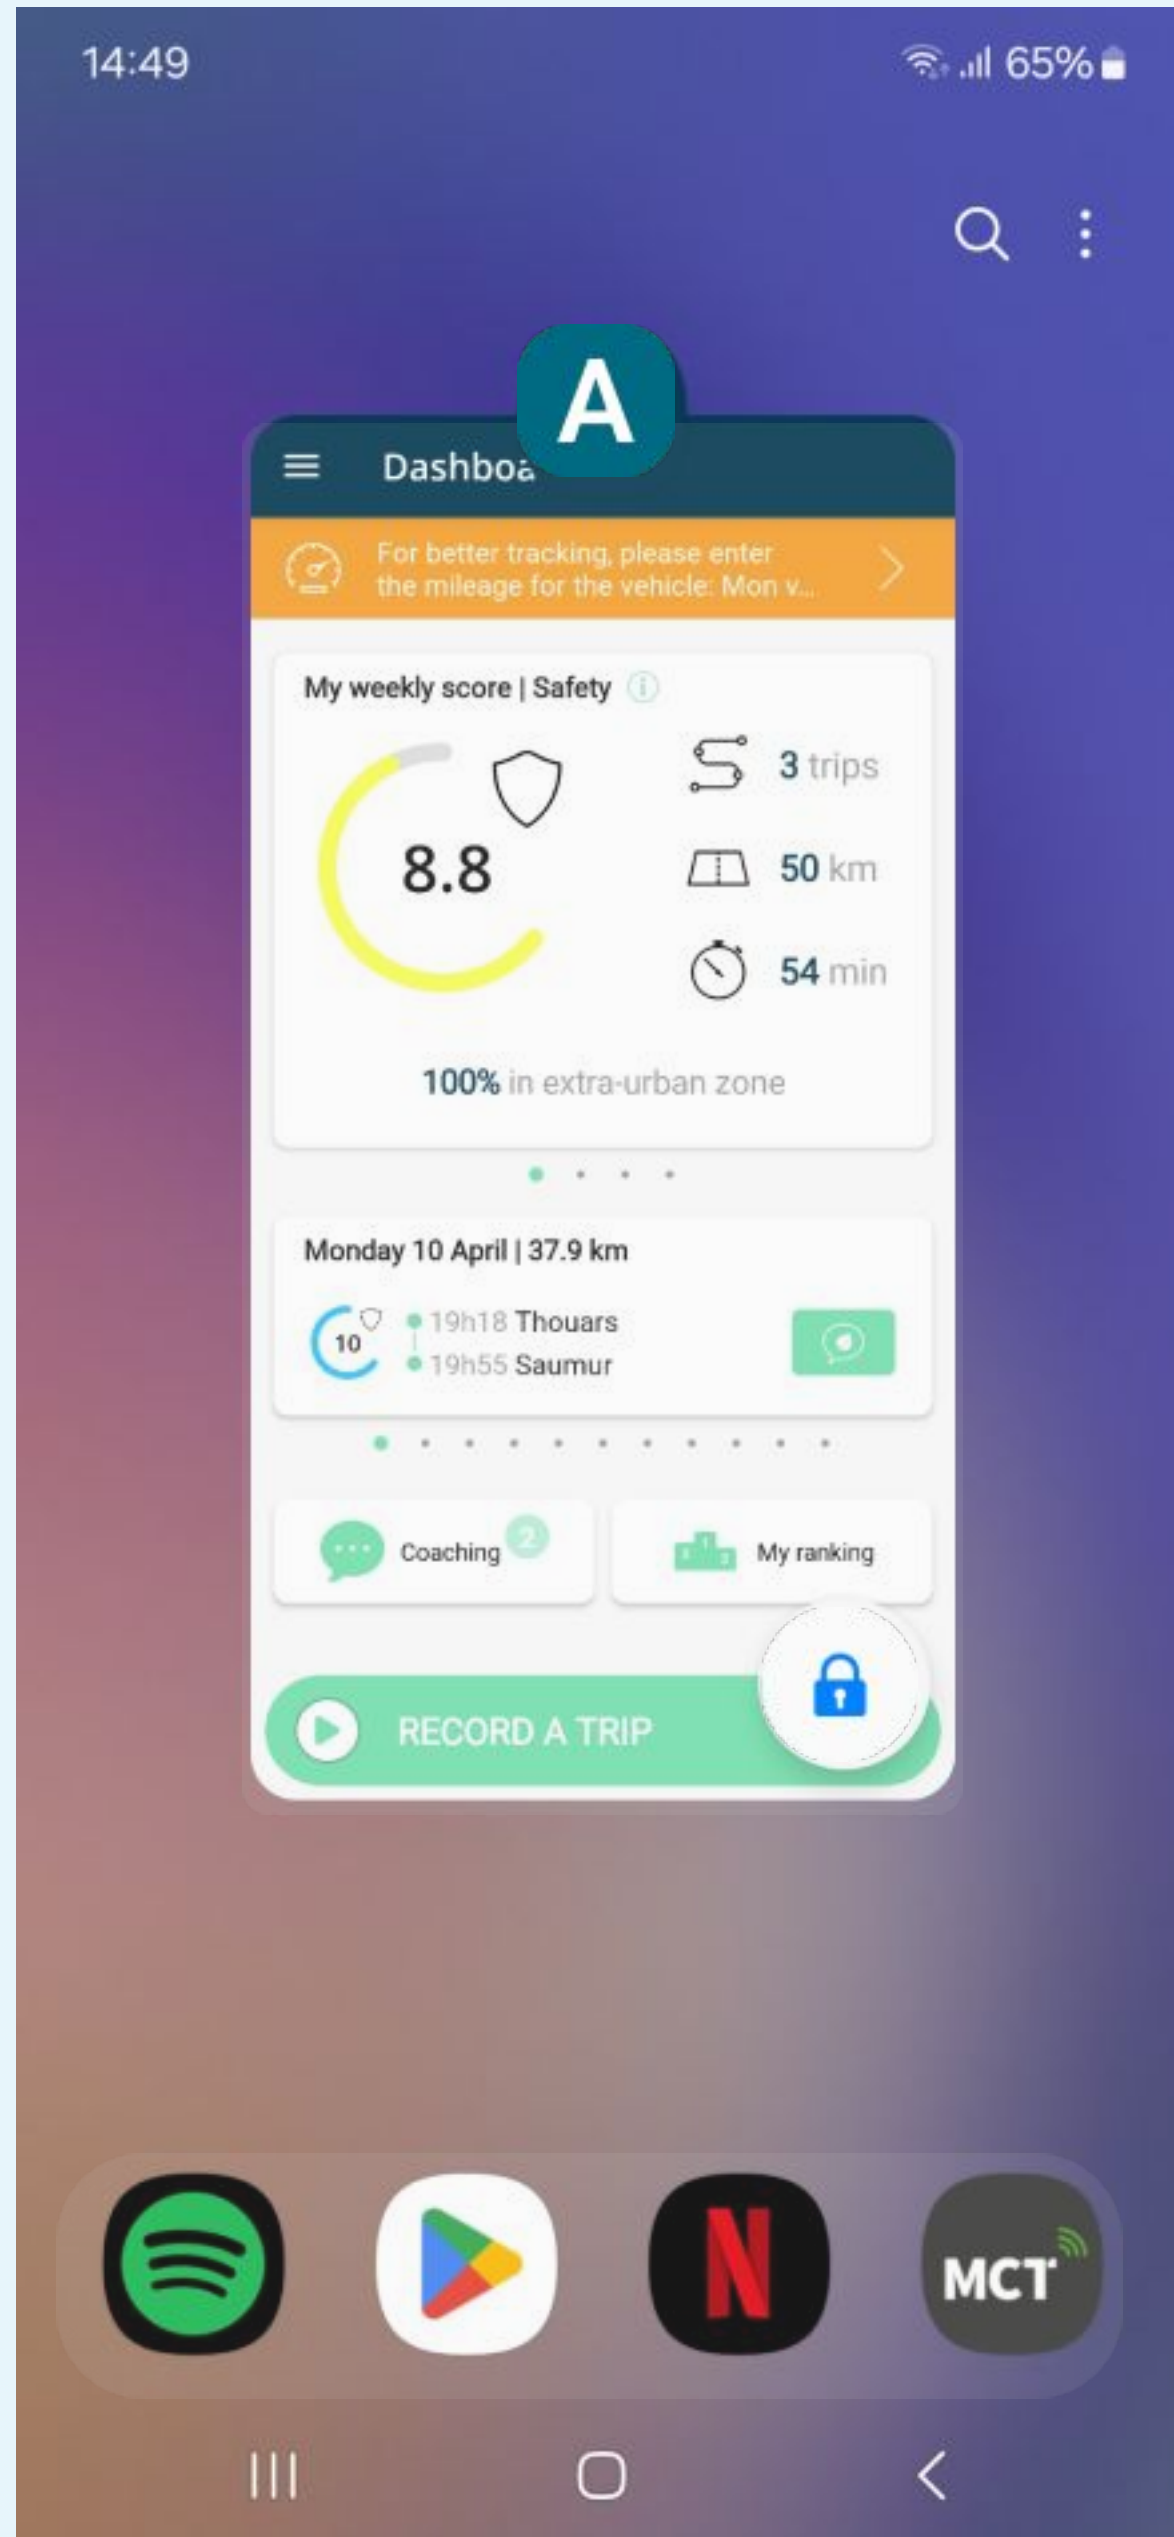 14:49
65%
A
Dashboa
For better tracking, please enter
the mileage for the vehicle: Mon v...
My weekly score | Safety
3 trips
8.8
50 km
54 min
100% in extra-urban zone
Monday 10 April | 37.9 km
10
19h18 Thouars
19h55 Saumur
Coaching 2
My ranking
RECORD A TRIP
N
MCT